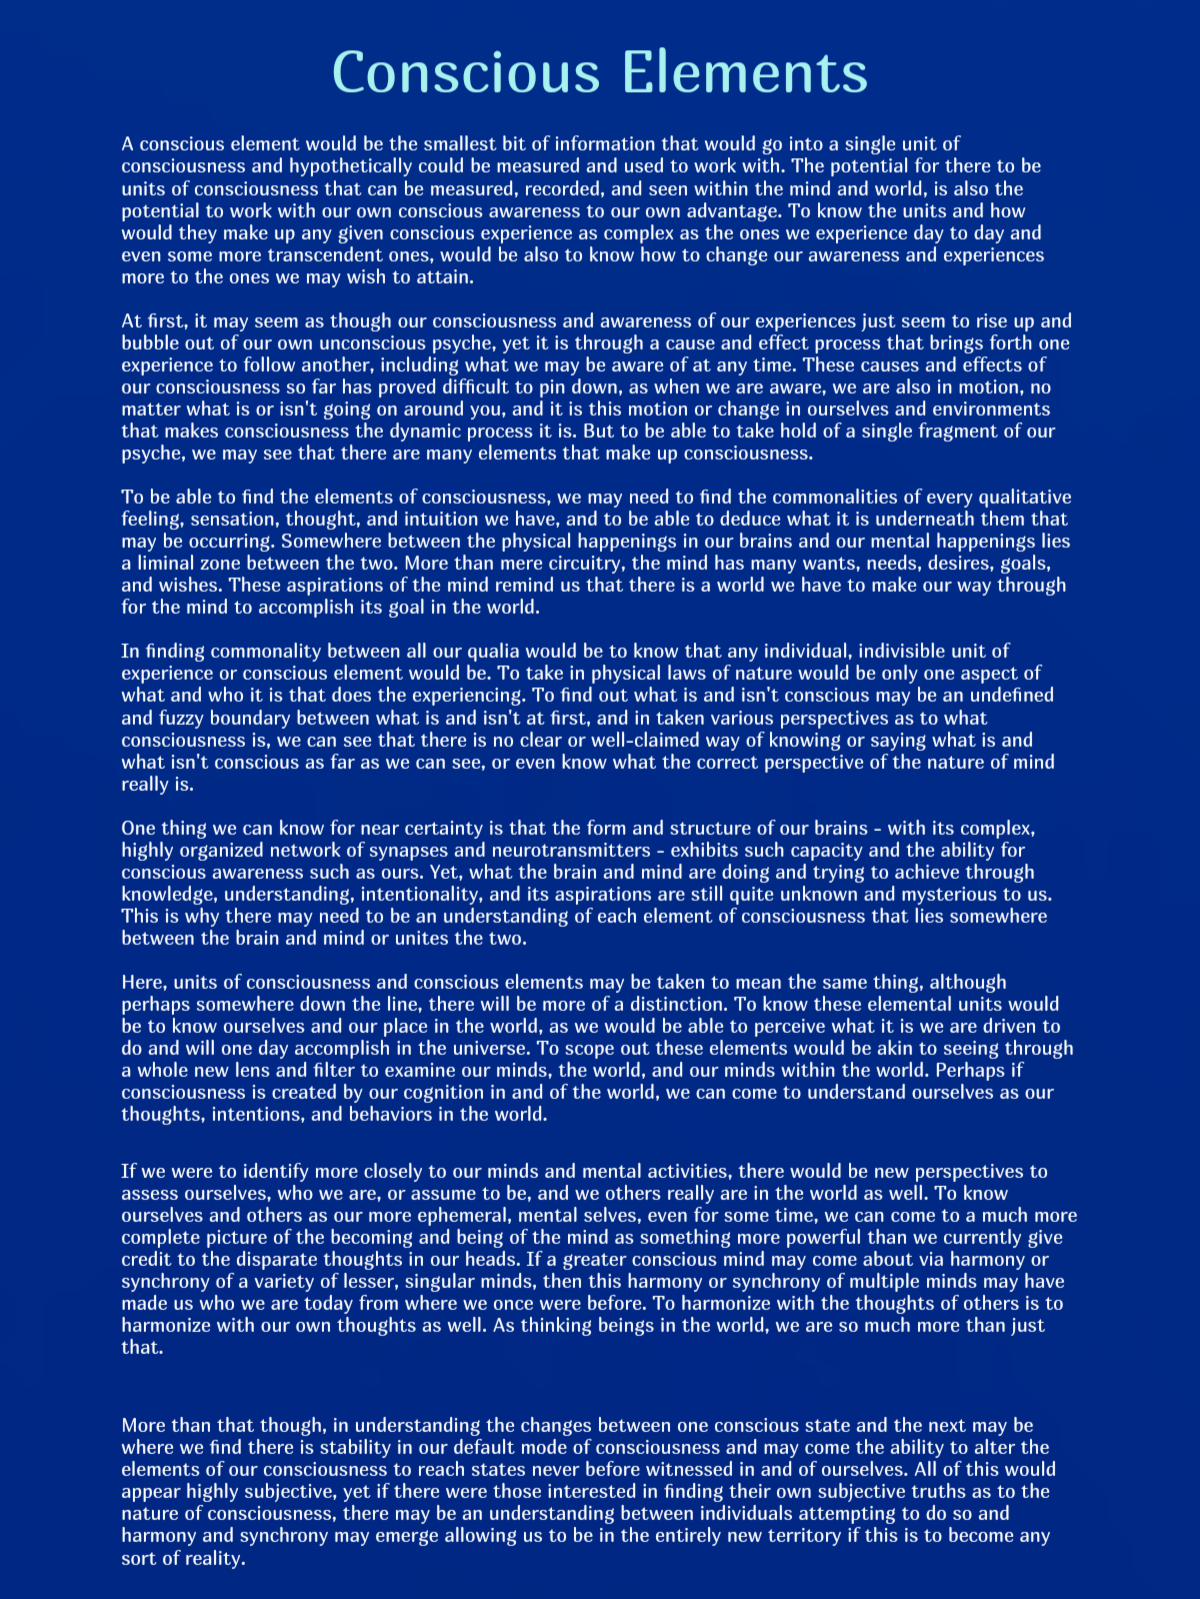 Conscious Elements
A conscious element would be the smallest bit of information that would go into a single unit of
consciousness and hypothetically could be measured and used to work with. The potential for there to be
units of consciousness that can be measured, recorded, and seen within the mind and world, is also the
potential to work with our own conscious awareness to our own advantage. To know the units and how
would they make up any given conscious experience as complex as the ones we experience day to day and
even some more transcendent ones, would be also to know how to change our awareness and experiences
more to the ones we may wish to attain.
At first, it may seem as though our consciousness and awareness of our experiences just seem to rise up and
bubble out of our own unconscious psyche, yet it is through a cause and effect process that brings forth one
experience to follow another, including what we may be aware of at any time. These causes and effects of
our consciousness so far has proved difficult to pin down, as when we are aware, we are also in motion, no
matter what is or isn't going on around you, and it is this motion or change in ourselves and environments
that makes consciousness the dynamic process it is. But to be able to take hold of a single fragment of our
psyche, we may see that there are many elements that make up consciousness.
To be able to find the elements of consciousness, we may need to find the commonalities of every qualitative
feeling, sensation, thought, and intuition we have, and to be able to deduce what it is underneath them that
may be occurring. Somewhere between the physical happenings in our brains and our mental happenings lies
a liminal zone between the two. More than mere circuitry, the mind has many wants, needs, desires, goals,
and wishes. These aspirations of the mind remind us that there is a world we have to make our way through
for the mind to accomplish its goal in the world.
In finding commonality between all our qualia would be to know that any individual, indivisible unit of
experience or conscious element would be. To take in physical laws of nature would be only one aspect of
what and who it is that does the experiencing. To find out what is and isn't conscious may be an undefined
and fuzzy boundary between what is and isn't at first, and in taken various perspectives as to what
consciousness is, we can see that there is no clear or well-claimed way of knowing or saying what is and
what isn't conscious as far as we can see, or even know what the correct perspective of the nature of mind
really is.
One thing we can know for near certainty is that the form and structure of our brains - with its complex,
highly organized network of synapses and neurotransmitters - exhibits such capacity and the ability for
conscious awareness such as ours. Yet, what the brain and mind are doing and trying to achieve through
knowledge, understanding, intentionality, and its aspirations are still quite unknown and mysterious to us.
This is why there may need to be an understanding of each element of consciousness that lies somewhere
between the brain and mind or unites the two.
Here, units of consciousness and conscious elements may be taken to mean the same thing, although
perhaps somewhere down the line, there will be more of a distinction. To know these elemental units would
be to know ourselves and our place in the world, as we would be able to perceive what it is we are driven to
do and will one day accomplish in the universe. To scope out these elements would be akin to seeing through
a whole new lens and filter to examine our minds, the world, and our minds within the world. Perhaps if
consciousness is created by our cognition in and of the world, we can come to understand ourselves as our
thoughts, intentions, and behaviors in the world.
If we were to identify more closely to our minds and mental activities, there would be new perspectives to
assess ourselves, who we are, or assume to be, and we others really are in the world as well. To know
ourselves and others as our more ephemeral, mental selves, even for some time, we can come to a much more
complete picture of the becoming and being of the mind as something more powerful than we currently give
credit to the disparate thoughts in our heads. If a greater conscious mind may come about via harmony or
synchrony of a variety of lesser, singular minds, then this harmony or synchrony of multiple minds may have
made us who we are today from where we once were before. To harmonize with the thoughts of others is to
harmonize with our own thoughts as well. As thinking beings in the world, we are so much more than just
that.
More than that though, in understanding the changes between one conscious state and the next may be
where we find there is stability in our default mode of consciousness and may come the ability to alter the
elements of our consciousness to reach states never before witnessed in and of ourselves. All of this would
appear highly subjective, yet if there were those interested in finding their own subjective truths as to the
nature of consciousness, there may be an understanding between individuals attempting to do so and
harmony and synchrony may emerge allowing us to be in the entirely new territory if this is to become any
sort of reality.